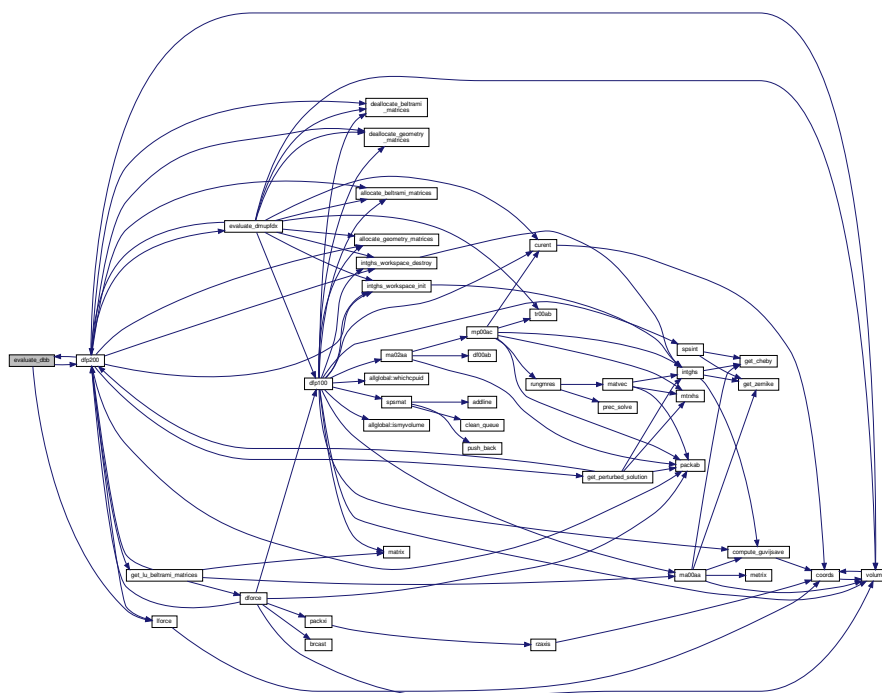 deallocate_beltrami
_matrices
deallocate_geometry
_matrices
allocate_beltrami_matrices
evaluate_dmupfdx
allocate_geometry_matrices
curent
intghs_workspace_destroy
intghs_workspace_init
tr00ab
mp00ac
spsint
evaluate_dbb
dfp200
ma02aa
df00ab
get_cheby
intghs
dfp100
allglobal::whichcpuid
rungmres
matvec
get_zernike
mtrxhs
spsmat
addline
prec_solve
allglobal::ismyvolume
clean_queue
push_back
packab
get_perturbed_solution
matrix
compute_guvijsave
get_lu_beltrami_matrices
ma00aa
metrix
coords
volume
dforce
lforce
packxi
brcast
rzaxis